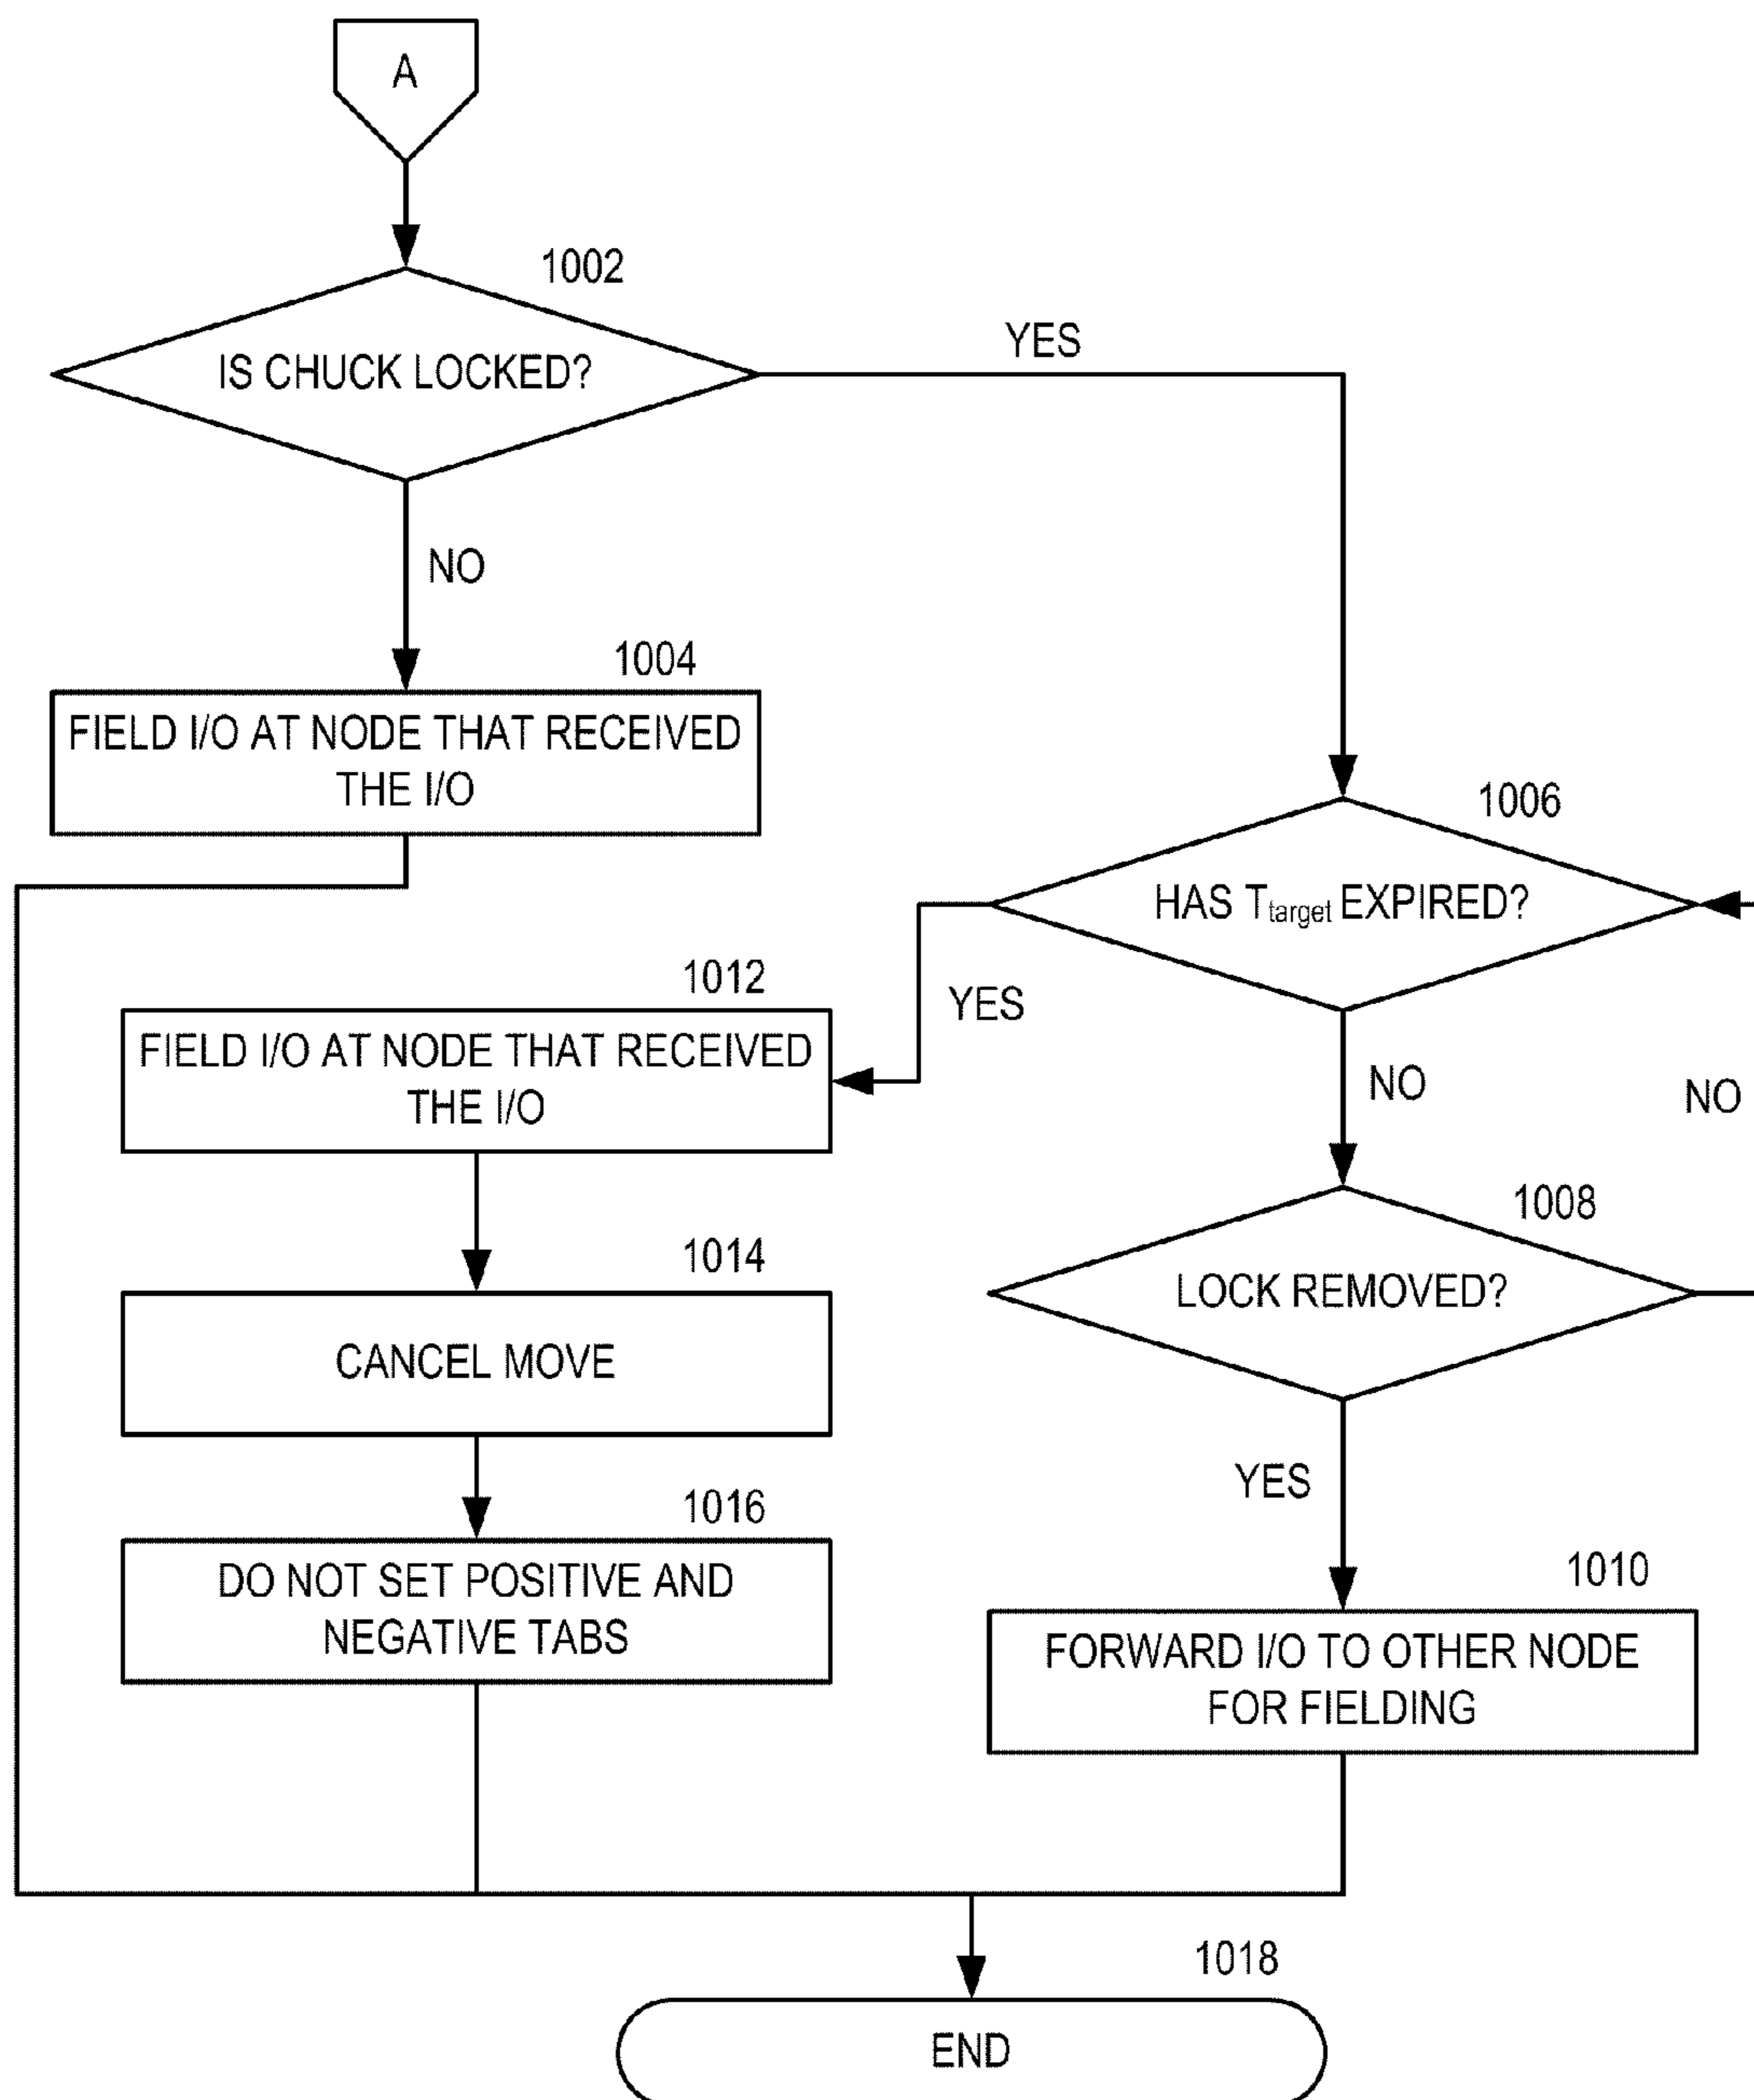 A
1002
IS CHUCK LOCKED?
YES
NO
1004
FIELD I/O AT NODE THAT RECEIVED
THE I/O
1006
HAS Ttarget EXPIRED?
YES
NO
NO
1012
FIELD I/O AT NODE THAT RECEIVED
THE I/O
1008
LOCK REMOVED?
1014
CANCEL MOVE
YES
1016
DO NOT SET POSITIVE AND
NEGATIVE TABS
1010
FORWARD I/O TO OTHER NODE
FOR FIELDING
1018
END